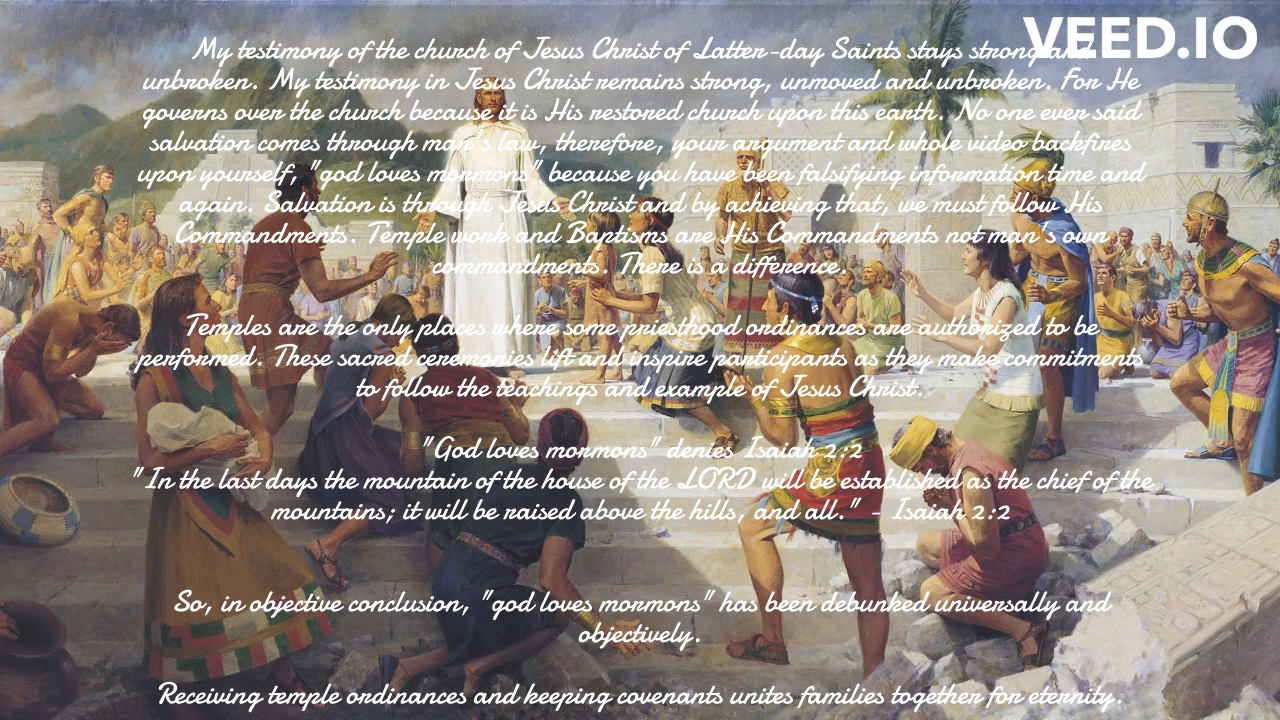 VEED.IO
My testimony of the church of Jesus Christ of Latter-day Saints stays strong and
unbroken. My testimony in Jesus Christ remains strong, unmoved and unbroken. For He
governs over the church because it is His restored church upon this earth. No one ever said
salvation comes through man's law, therefore, your argument and whole video backfires
upon yourself, "god loves mormons" because you have been falsifying information time and
again. Salvation is through Jesus Christ and by achieving that, we must follow His
Commandments. Temple work and Baptisms are His Commandments not man's own
commandments. There is a difference.
Temples are the only places where some priesthood ordinances are authorized to be
performed. These sacred ceremonies lift and inspire participants as they make commitments
to follow the teachings and example of Jesus Christ.
"God loves mormons" denies Isaiah 2:2
"In the last days the mountain of the house of the LORD will be established as the chief of the
mountains; it will be raised above the hills, and all." - Isaiah 2:2
So, in objective conclusion, "god loves mormons" has been debunked universally and
objectively.
Receiving temple ordinances and keeping covenants unites families together for eternity.